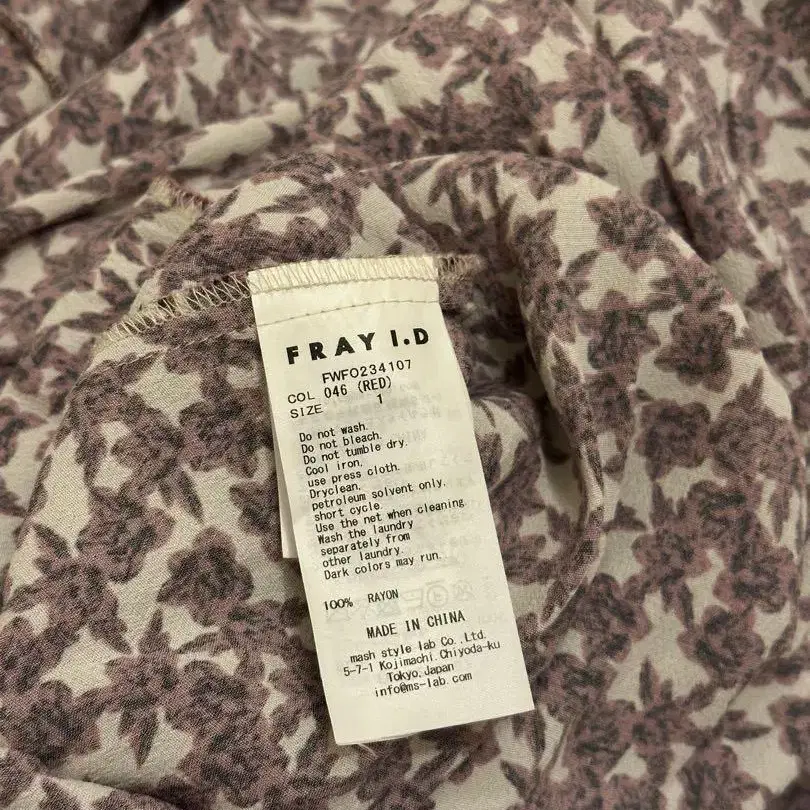 FRAY I.D
FWFO234107
COL 046 (RED)
SIZE 1
Do not wash.
Do not bleach.
Do not tumble dry.
Cool iron.
use press cloth.
Dryclean.
petroleum solvent only.
short cycle.
Use the net when cleaning
Wash the laundry
separately from
other laundry.
Dark colors may run.
100% RAYON
MADE IN CHINA
mash style lab Co.,Ltd.
5-7-1 Kojimachi,Chiyoda-ku
Tokyo,Japan
info@ms-lab.com